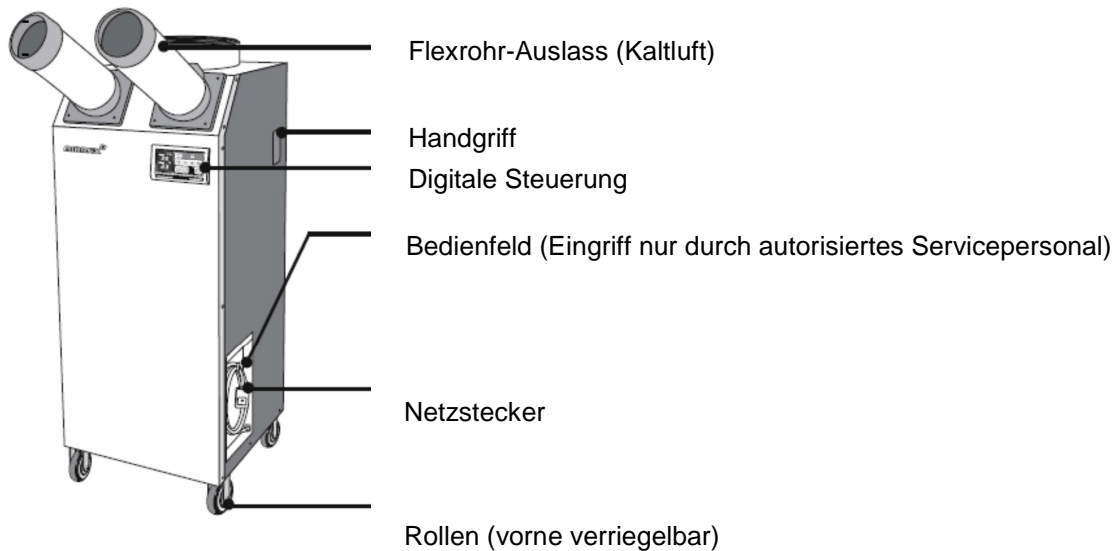 Flexrohr-Auslass (Kaltluft)
Handgriff
Digitale Steuerung
Bedienfeld (Eingriff nur durch autorisiertes Servicepersonal)
Netzstecker
Rollen (vorne verriegelbar)